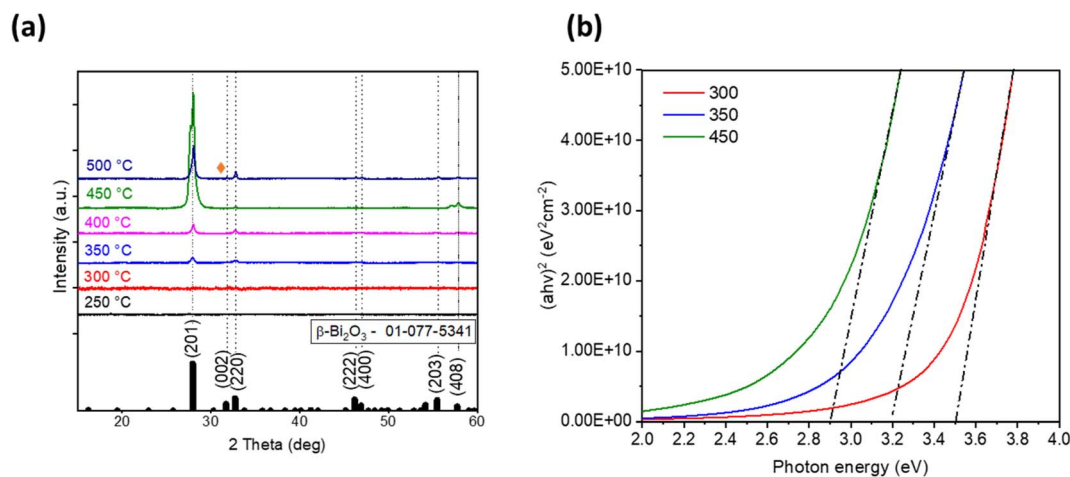 (a)
500 °C
450 °C
400 °C
350 °C
300 °C
250 °C
β-Bi₂O₃ - 01-077-5341
(201)
(002)
(220)
(222)
(400)
(203)
(408)
Intensity (a.u.)
20 30 40 50 60
2 Theta (deg)
(b)
5.00E+10
4.00E+10
3.00E+10
2.00E+10
1.00E+10
0.00E+00
300
350
450
(ahν)² (eV²cm⁻²)
2.0 2.2 2.4 2.6 2.8 3.0 3.2 3.4 3.6 3.8 4.0
Photon energy (eV)